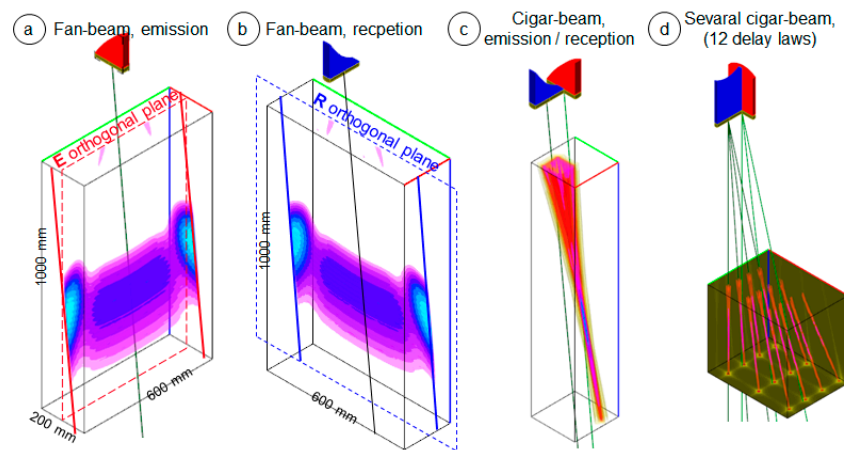 a Fan-beam, emission
b Fan-beam, recpetion
c Cigar-beam,
emission / reception
d Sevaral cigar-beam,
(12 delay laws)
E orthogonal plane
1000 mm
600 mm
200 mm
R orthogonal plane
1000 mm
600 mm